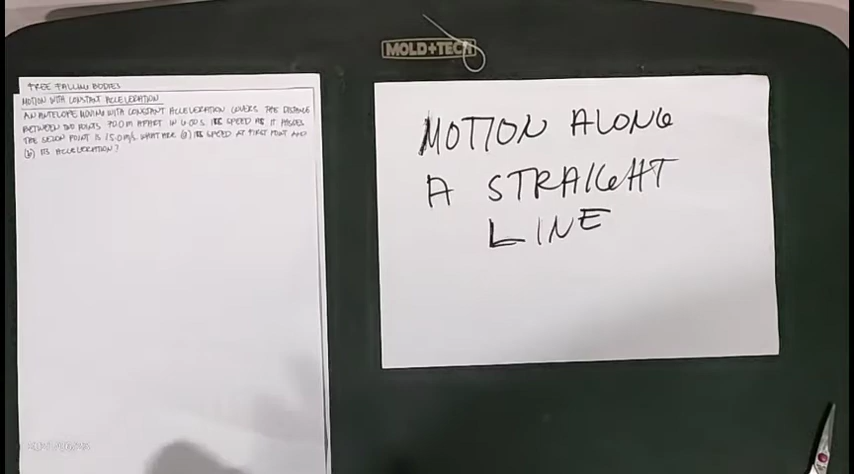 MOLD+TECH
FREE FALLING BODIES
MOTION WITH CONSTANT ACCELERATION
AN ANTELOPE MOVING WITH CONSTANT ACCELERATION COVERS THE DISTANCE
BETWEEN TWO POINTS 70.0 m APART IN 6.00 S. ITS SPEED AS IT PASSES
THE SECON POINT IS 15.0 m/s. WHAT ARE (a) ITS SPEED AT FIRST POINT AND
(b) ITS ACCELERATION?
MOTION ALONG
A STRAIGHT
LINE